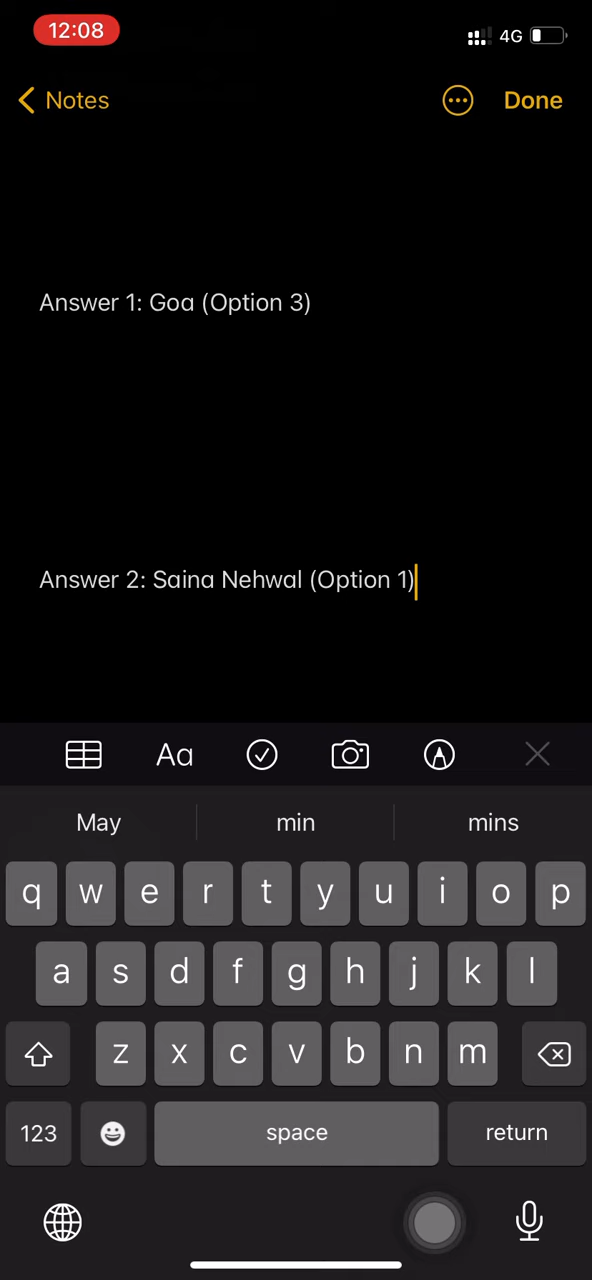 12:08
4G
Notes
Done
Answer 1: Goa (Option 3)
Answer 2: Saina Nehwal (Option 1)
Aa
May min mins
q w e r t y u i o p
a s d f g h j k l
z x c v b n m
123 space return